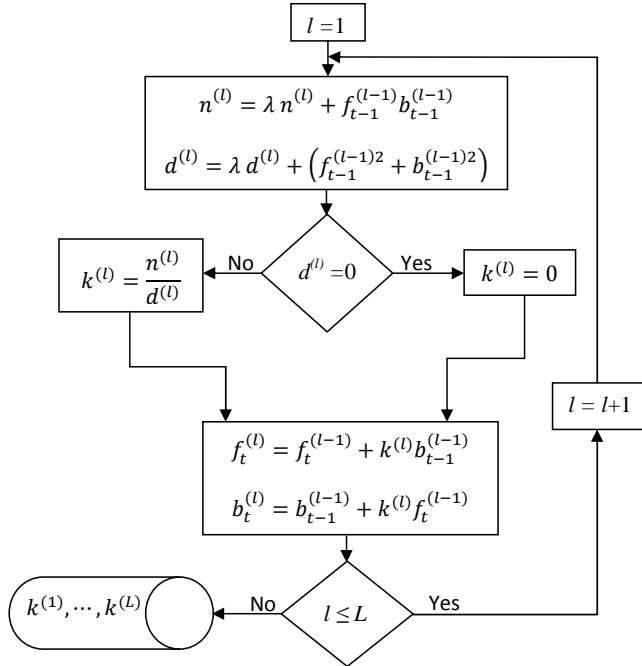 l =1
n^{(l)} = λ n^{(l)} + f_{t-1}^{(l-1)} b_{t-1}^{(l-1)}
d^{(l)} = λ d^{(l)} + (f_{t-1}^{(l-1)2} + b_{t-1}^{(l-1)2})
k^{(l)} = \frac{n^{(l)}}{d^{(l)}}
No
d^{(l)} =0
Yes
k^{(l)} = 0
l = l+1
f_t^{(l)} = f_t^{(l-1)} + k^{(l)} b_{t-1}^{(l-1)}
b_t^{(l)} = b_{t-1}^{(l-1)} + k^{(l)} f_t^{(l-1)}
k^{(1)}, ⋯, k^{(L)}
No
l ≤ L
Yes